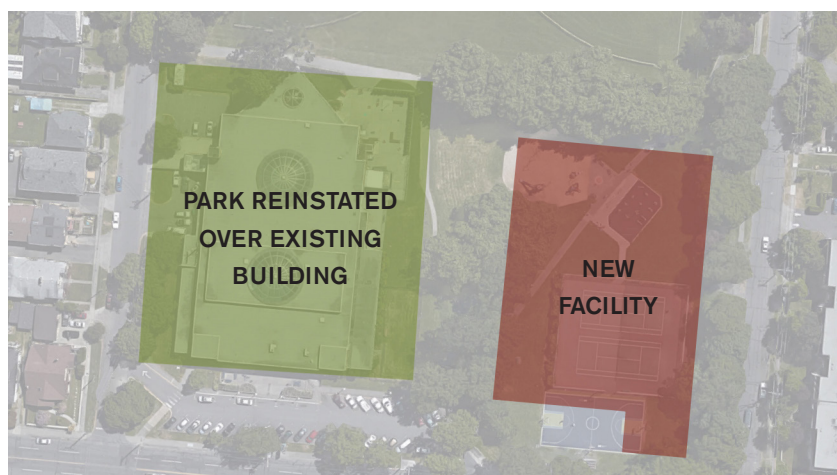 PARK REINSTATED
OVER EXISTING
BUILDING
NEW
FACILITY